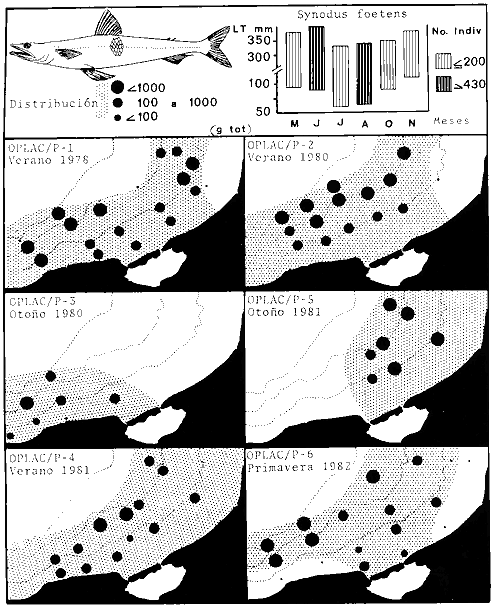 Synodus foetens
LT mm
350
300
100
50
M J J A O N
Meses
No. Indiv
≤200
≥430
Distribución
≤1000
100 a 1000
≤100
(g tot)
OPLAC/P-1
Verano 1978
OPLAC/P-2
Verano 1980
OPLAC/P-3
Otoño 1980
OPLAC/P-5
Otoño 1981
OPLAC/P-4
Verano 1981
OPLAC/P-6
Primavera 1982